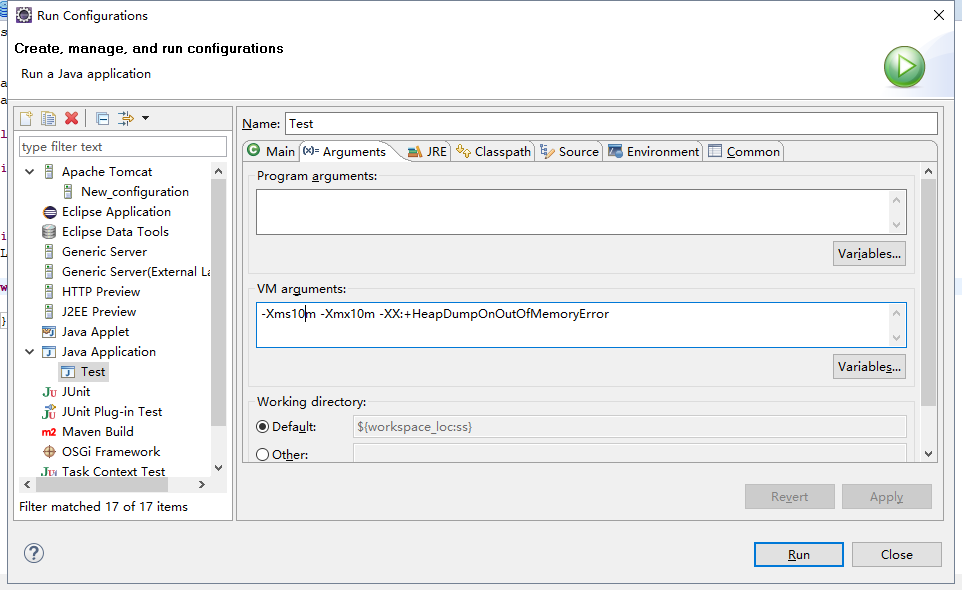 Run Configurations
Create, manage, and run configurations
Run a Java application
Name: Test
type filter text
Main (x)= Arguments JRE Classpath Source Environment Common
Apache Tomcat
New_configuration
Eclipse Application
Eclipse Data Tools
Generic Server
Generic Server(External La
HTTP Preview
J2EE Preview
Java Applet
Java Application
Test
JUnit
JUnit Plug-in Test
Maven Build
OSGi Framework
Task Context Test
Filter matched 17 of 17 items
Program arguments:
Variables...
VM arguments:
-Xms10m -Xmx10m -XX:+HeapDumpOnOutOfMemoryError
Variables...
Working directory:
Default: ${workspace_loc:ss}
Other:
Revert Apply
Run Close